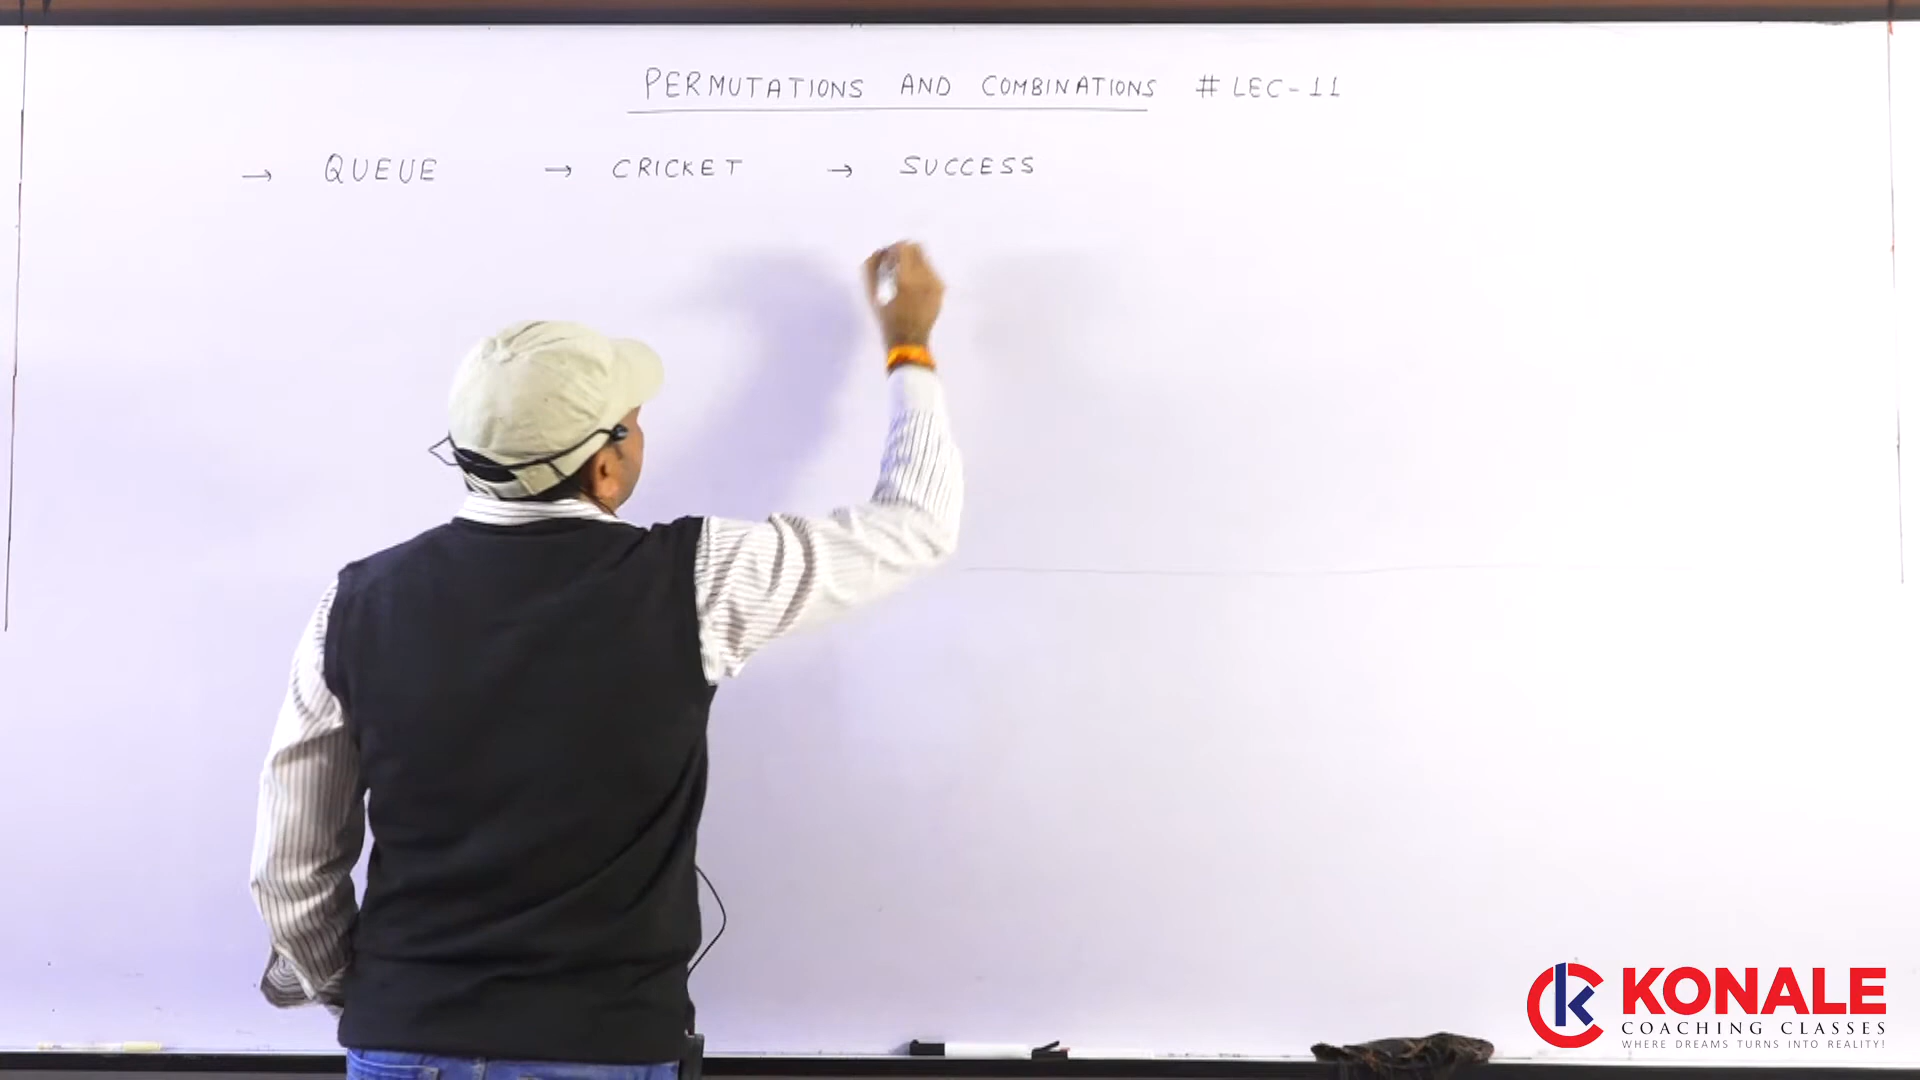 PERMUTATIONS AND COMBINATIONS # LEC-11
→ QUEUE → CRICKET → SUCCESS
KONALE
COACHING CLASSES
WHERE DREAMS TURNS INTO REALITY!